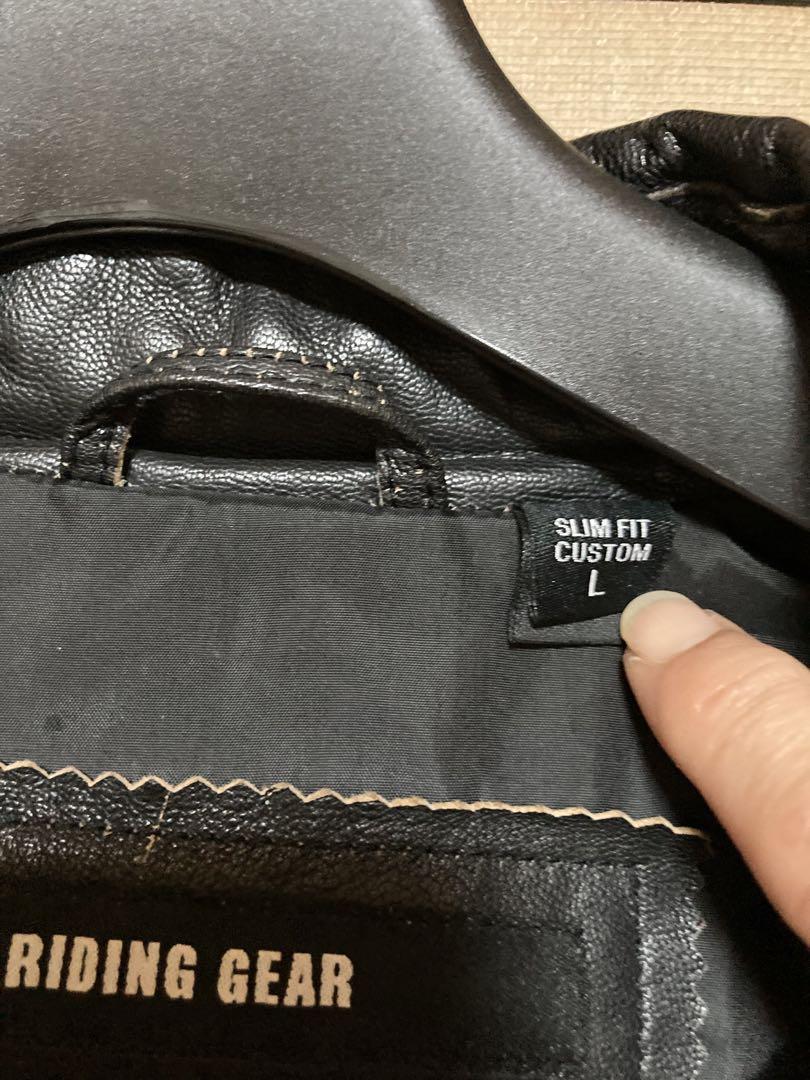 SLIM FIT
CUSTOM
L
RIDING GEAR